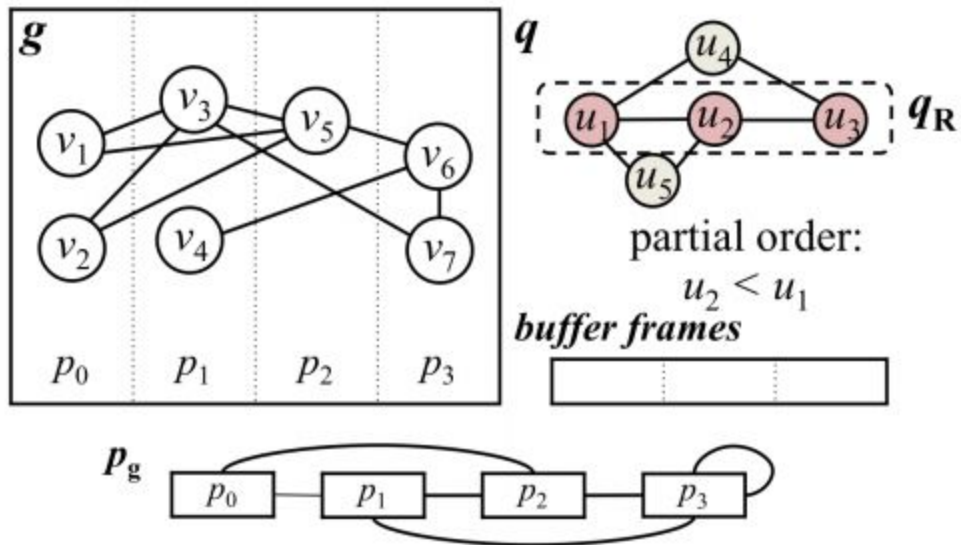 g
v3
v5
v1
v6
v2
v4
v7
p0 p1 p2 p3
q
u4
u1 u2 u3
qR
u5
partial order:
u2 < u1
buffer frames
pg
p0 p1 p2 p3